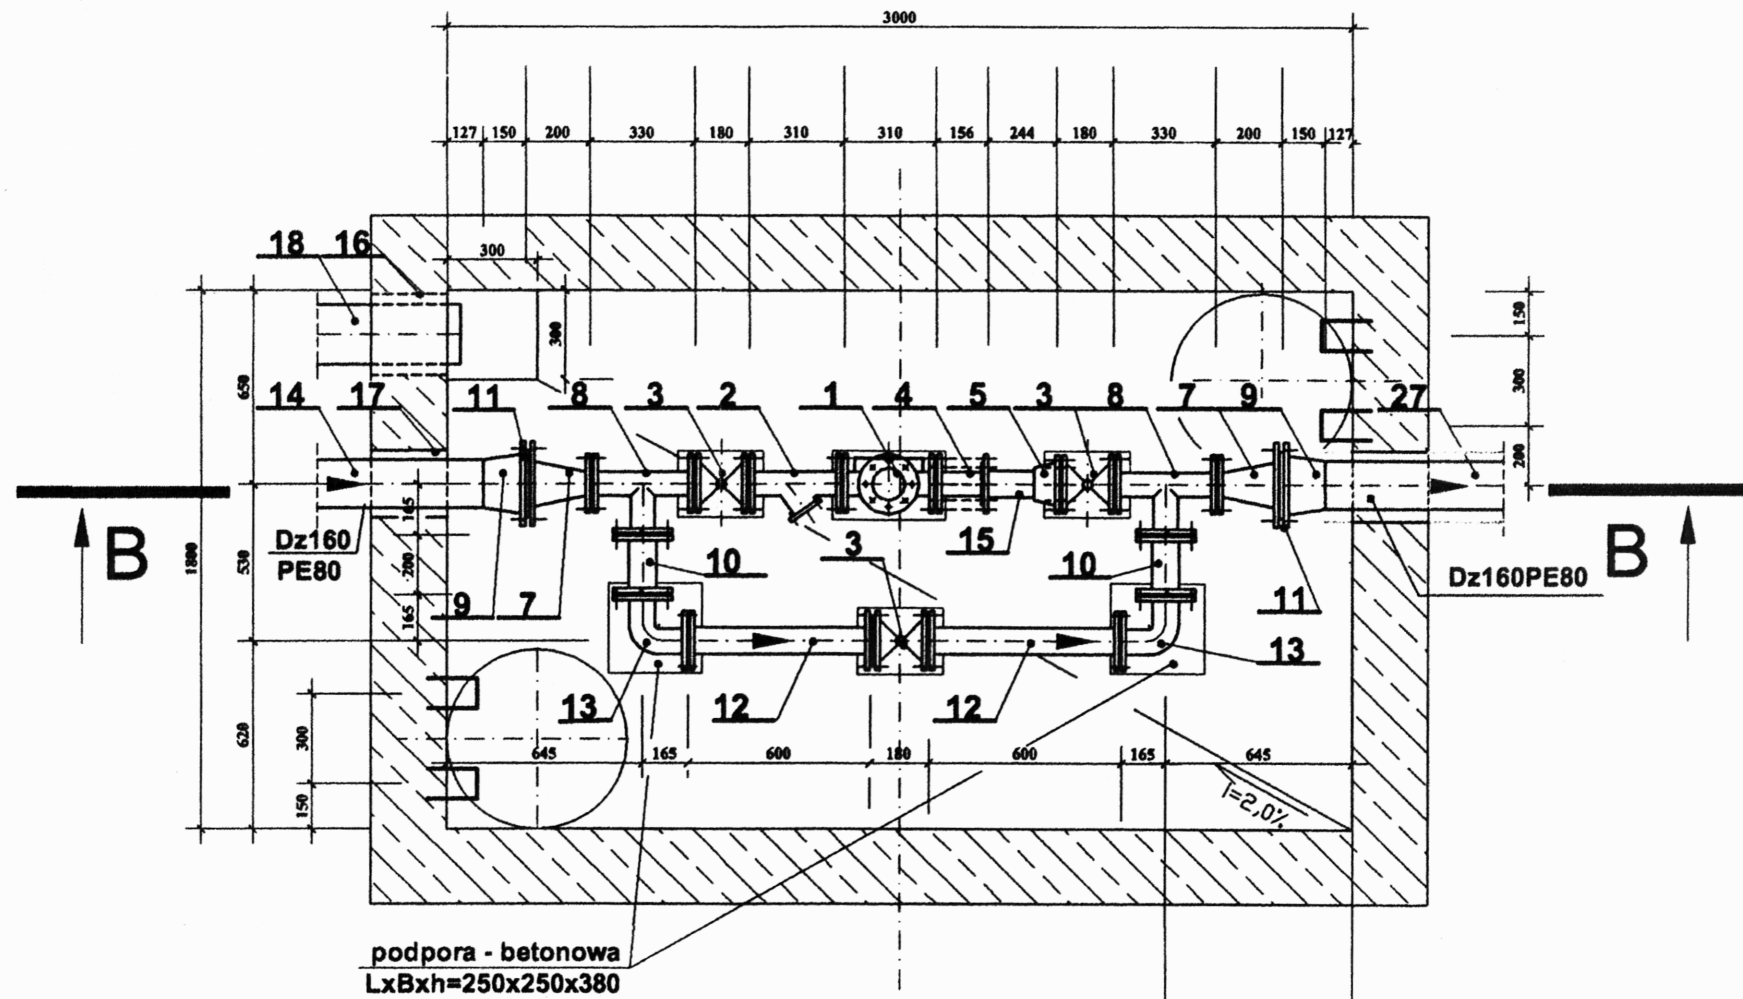 3000
127 150 200 330 180 310 310 156 244 180 330 200 150 127
18 16
300
300
150
300
200
14 17 11 8 3 2 1 4 5 3 8 7 9 27
650
1800
530
620
165
200
165
B
Dz160
PE80
9 7
10
3
15
10
11
Dz160PE80
B
13
13
12
12
300
150
645 165 600 180 600 165 645
i=2,0%
podpora - betonowa
LxBxh=250x250x380